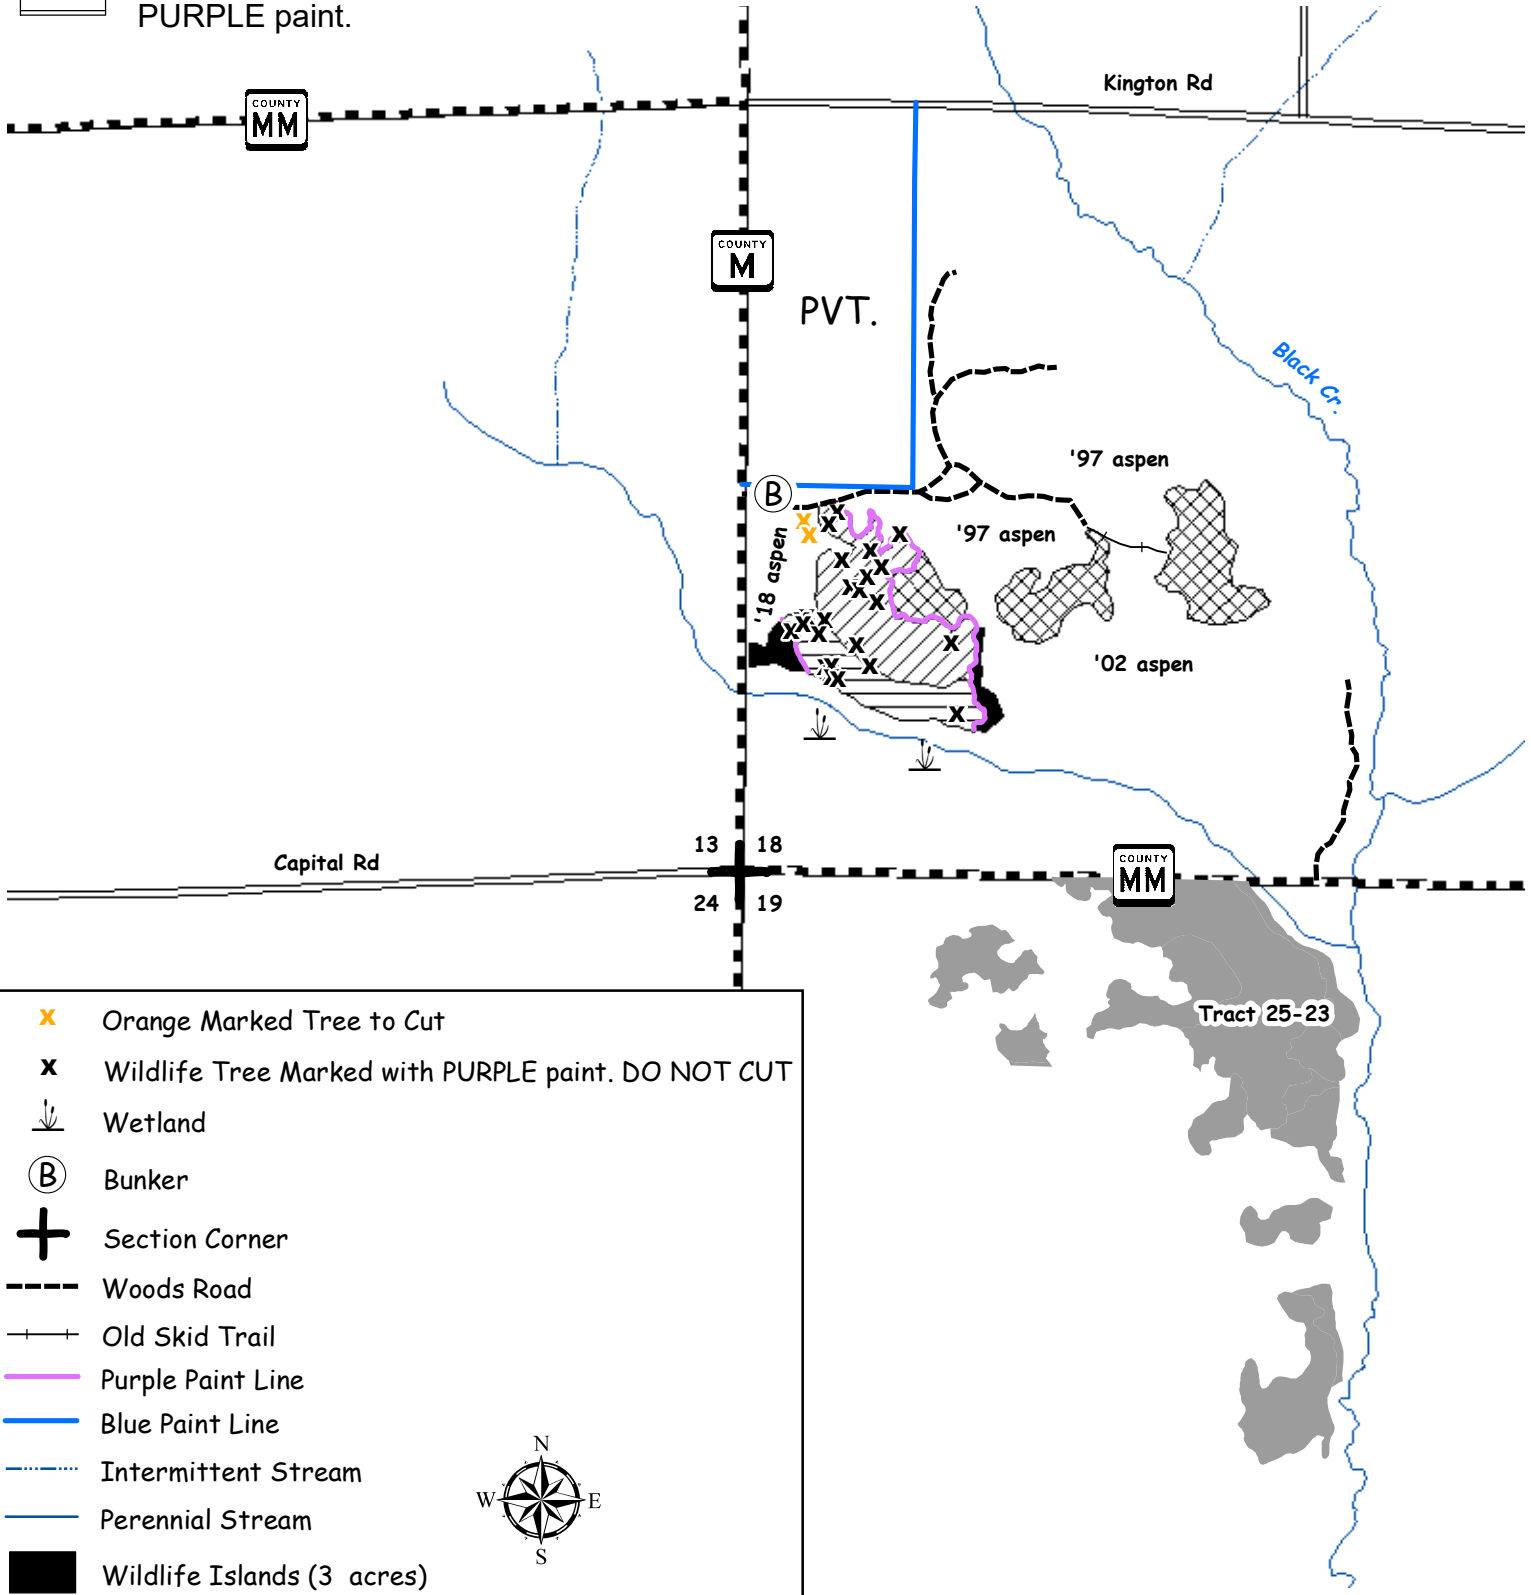 PURPLE paint.
Kington Rd
COUNTY
MM
COUNTY
M
PVT.
Black Cr.
'97 aspen
B
'97 aspen
'18 aspen
'02 aspen
13 18
Capital Rd
COUNTY
MM
24 19
Tract 25-23
x Orange Marked Tree to Cut
x Wildlife Tree Marked with PURPLE paint. DO NOT CUT
Wetland
B Bunker
Section Corner
Woods Road
Old Skid Trail
Purple Paint Line
Blue Paint Line
Intermittent Stream
Perennial Stream
Wildlife Islands (3 acres)
N
W E
S